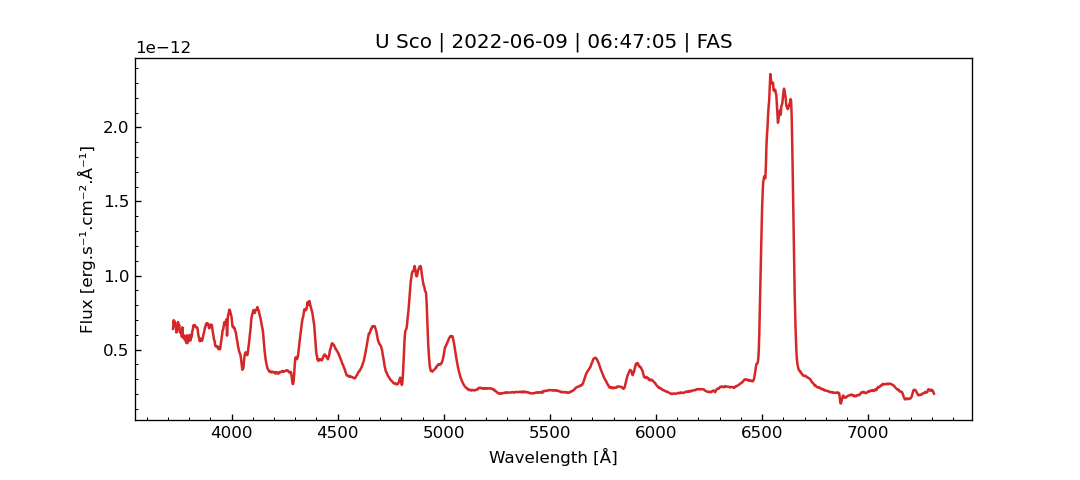 U Sco | 2022-06-09 | 06:47:05 | FAS
1e−12
2.0
1.5
1.0
0.5
Flux [erg.s⁻¹.cm⁻².Å⁻¹]
4000 4500 5000 5500 6000 6500 7000
Wavelength [Å]